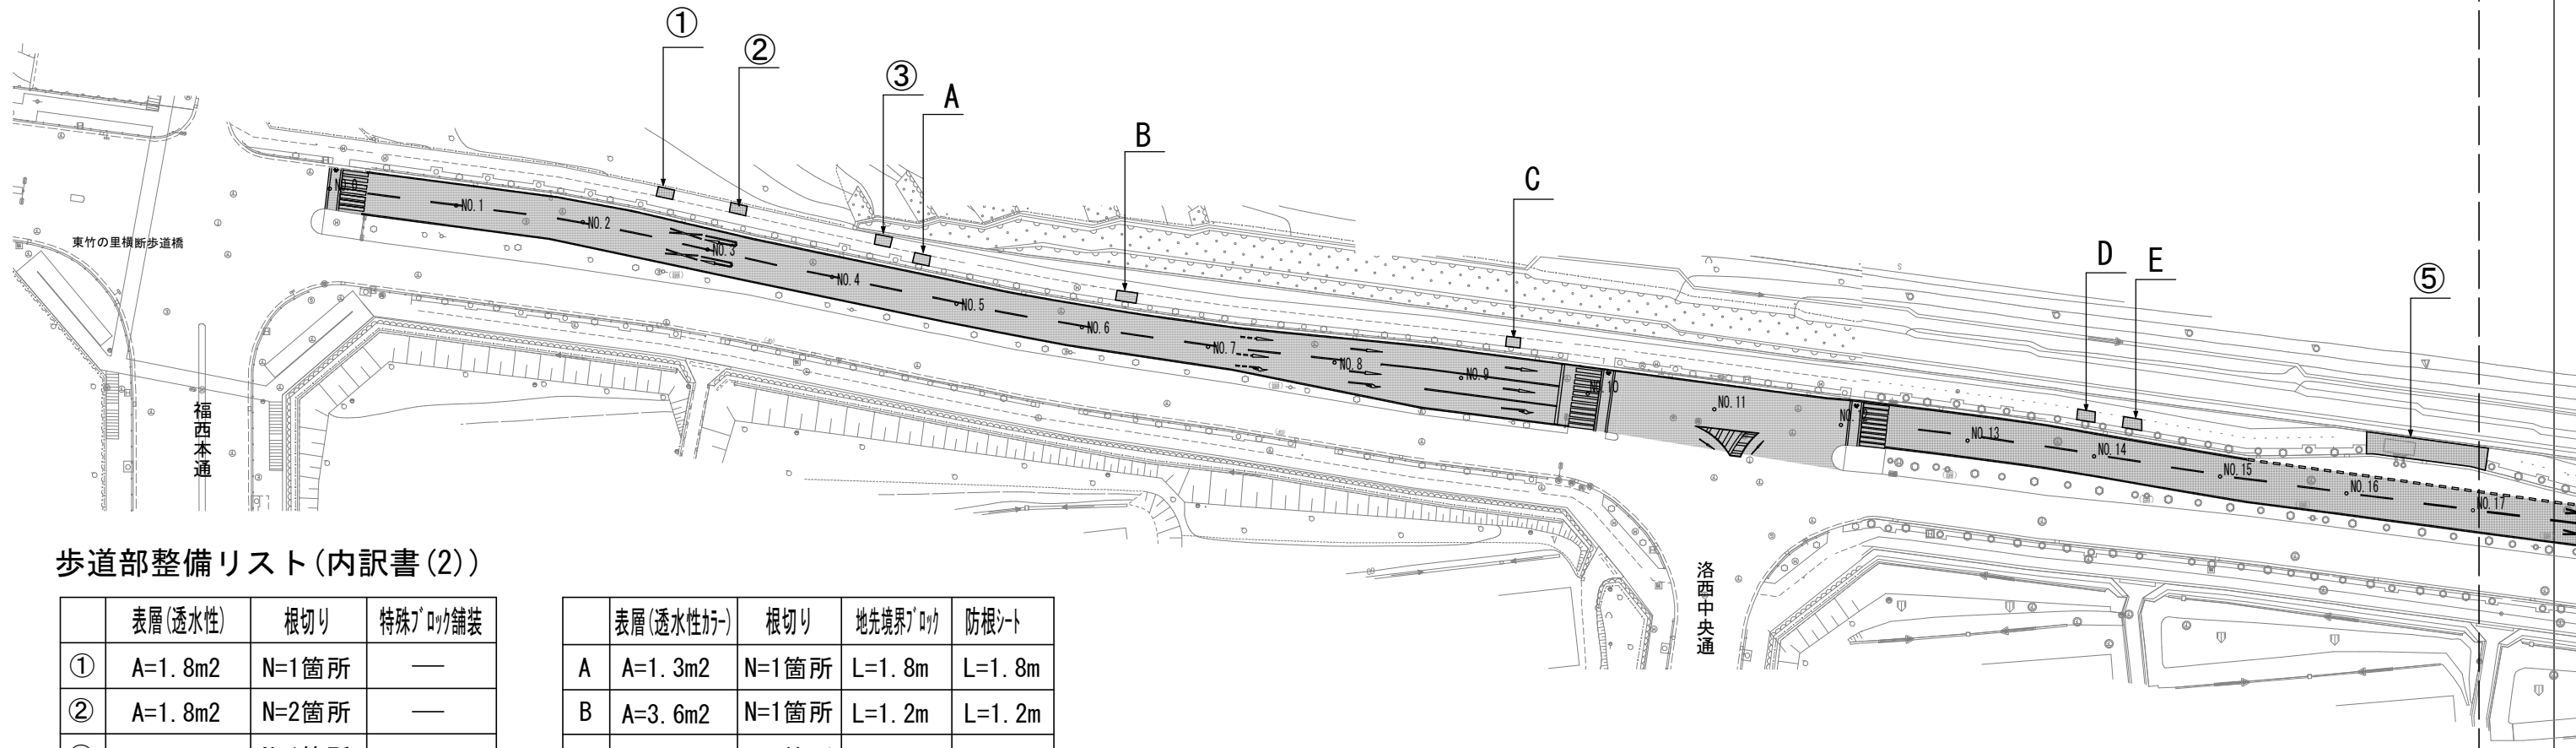 ①
②
③
A
B
C
D
E
⑤
NO.1
NO.2
NO.3
NO.4
NO.5
NO.6
NO.7
NO.8
NO.9
NO.10
NO.11
NO.13
NO.14
NO.15
NO.16
NO.17
東竹の里横断歩道橋
福西本通
洛西中央通
歩道部整備リスト(内訳書(2))
表層(透水性) 根切り 特殊ブロック舗装
① A=1.8m2 N=1箇所 ―
② A=1.8m2 N=2箇所 ―
表層(透水性カラー) 根切り 地先境界ブロック 防根シート
A A=1.3m2 N=1箇所 L=1.8m L=1.8m
B A=3.6m2 N=1箇所 L=1.2m L=1.2m